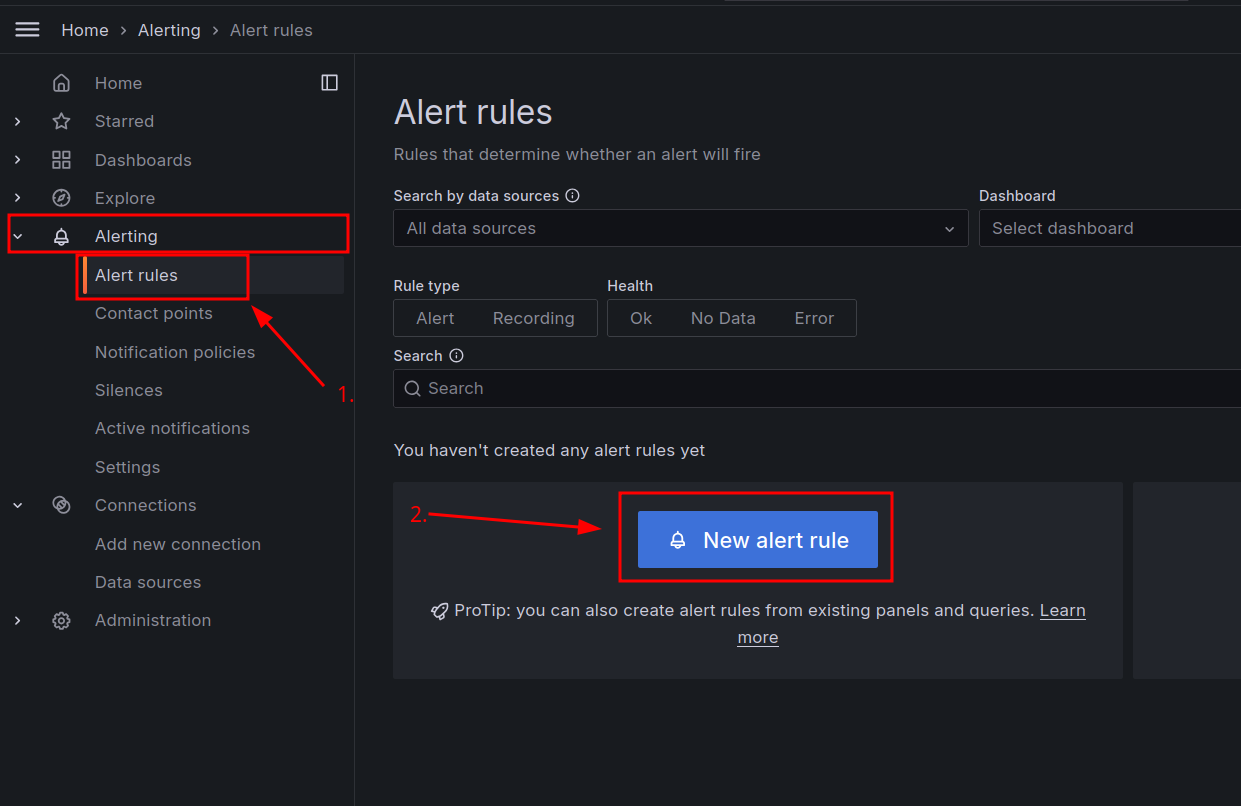 Home › Alerting › Alert rules
Home
Starred
Dashboards
Explore
Alerting
Alert rules
Contact points
Notification policies
Silences
Active notifications
Settings
Connections
Add new connection
Data sources
Administration
1.
Alert rules
Rules that determine whether an alert will fire
Search by data sources Dashboard
All data sources Select dashboard
Rule type Health
Alert Recording Ok No Data Error
Search
Search
You haven't created any alert rules yet
2.
New alert rule
ProTip: you can also create alert rules from existing panels and queries. Learn
more